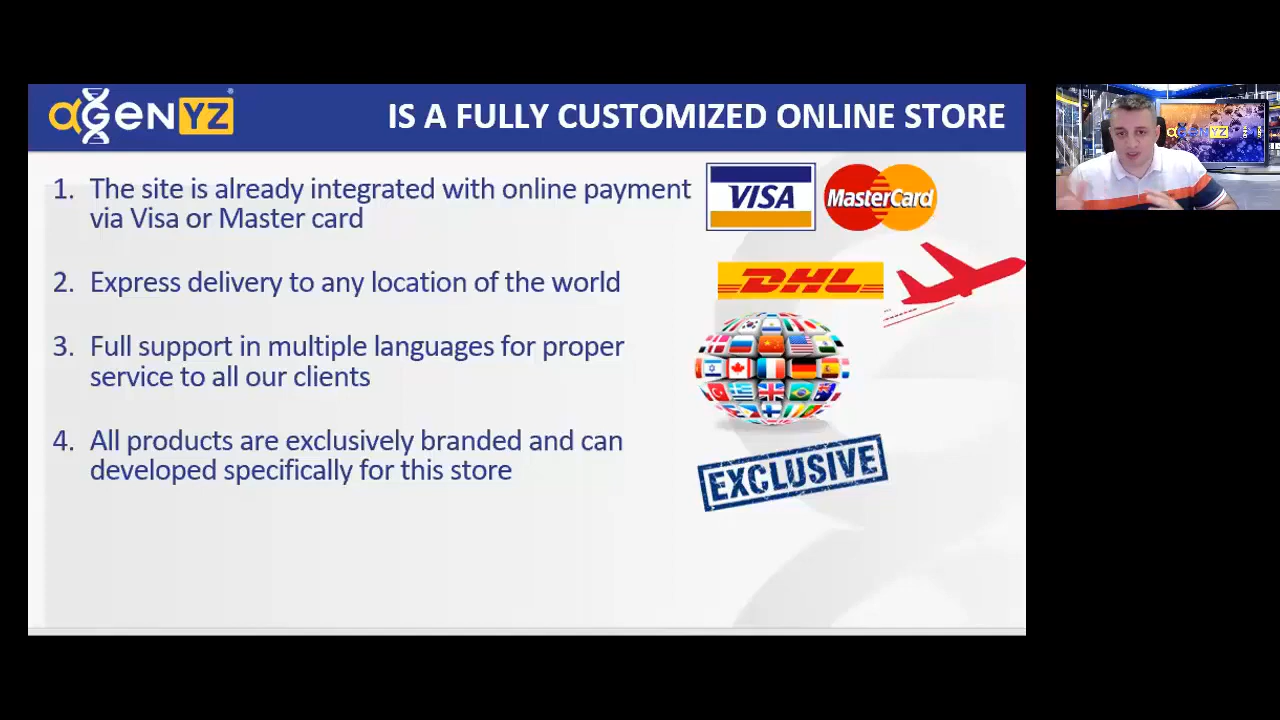 aGenYZ
IS A FULLY CUSTOMIZED ONLINE STORE
1. The site is already integrated with online payment
via Visa or Master card
VISA
MasterCard
2. Express delivery to any location of the world
DHL
3. Full support in multiple languages for proper
service to all our clients
4. All products are exclusively branded and can
developed specifically for this store
EXCLUSIVE
aGenYZ